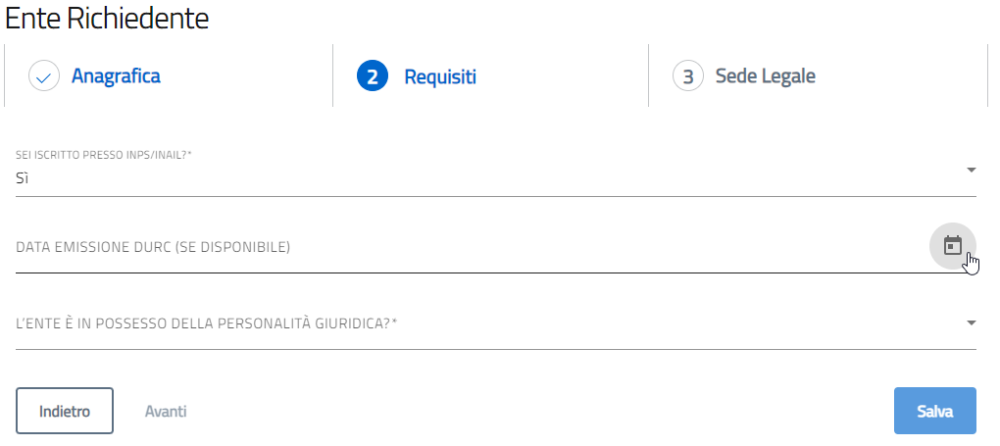 Ente Richiedente
Anagrafica
2 Requisiti
3 Sede Legale
SEI ISCRITTO PRESSO INPS/INAIL?*
Sì
DATA EMISSIONE DURC (SE DISPONIBILE)
L'ENTE È IN POSSESSO DELLA PERSONALITÀ GIURIDICA?*
Indietro
Avanti
Salva